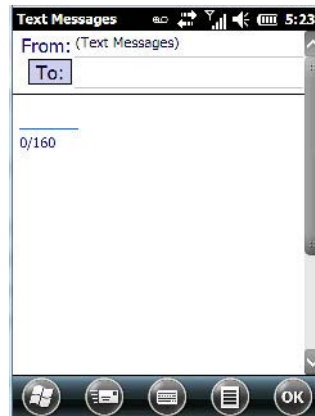 Text Messages 5:23
From: (Text Messages)
To:
0/160
OK